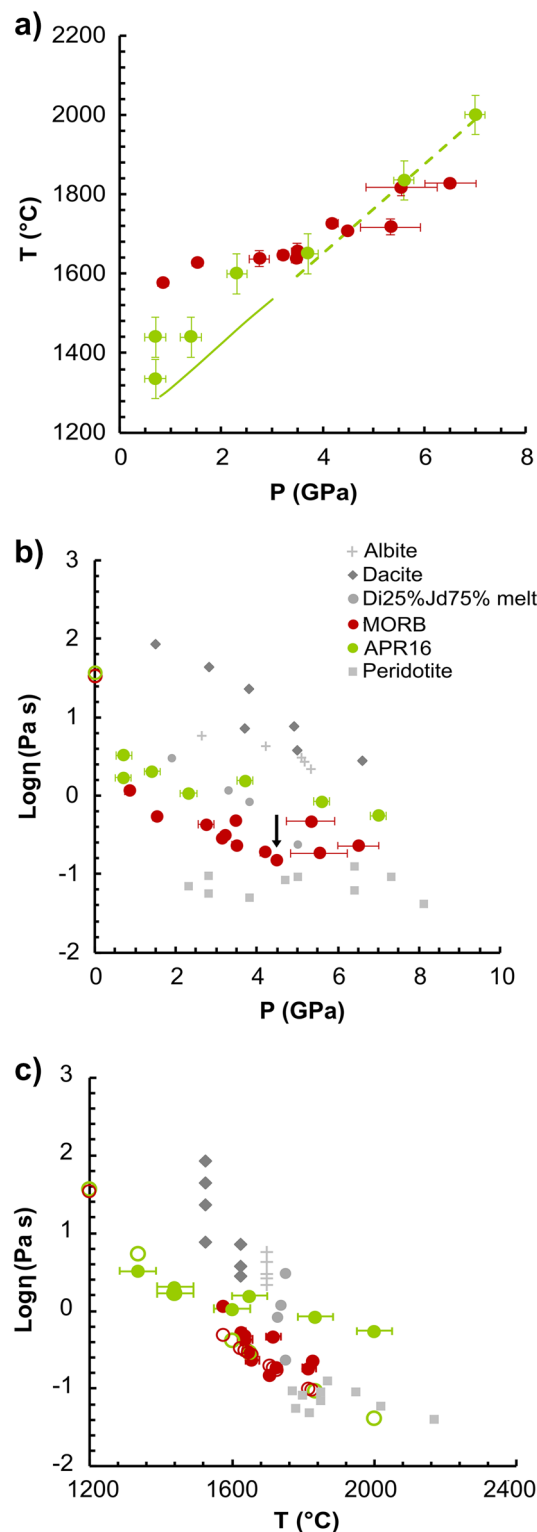 a)
2200
2000
1800
1600
1400
1200
T (°C)
0 2 4 6 8
P (GPa)
b)
3
2
1
0
-1
-2
Logη (Pa s)
Albite
Dacite
Di25%Jd75% melt
MORB
APR16
Peridotite
0 2 4 6 8 10
P (GPa)
c)
3
2
1
0
-1
-2
Logη (Pa s)
1200 1600 2000 2400
T (°C)